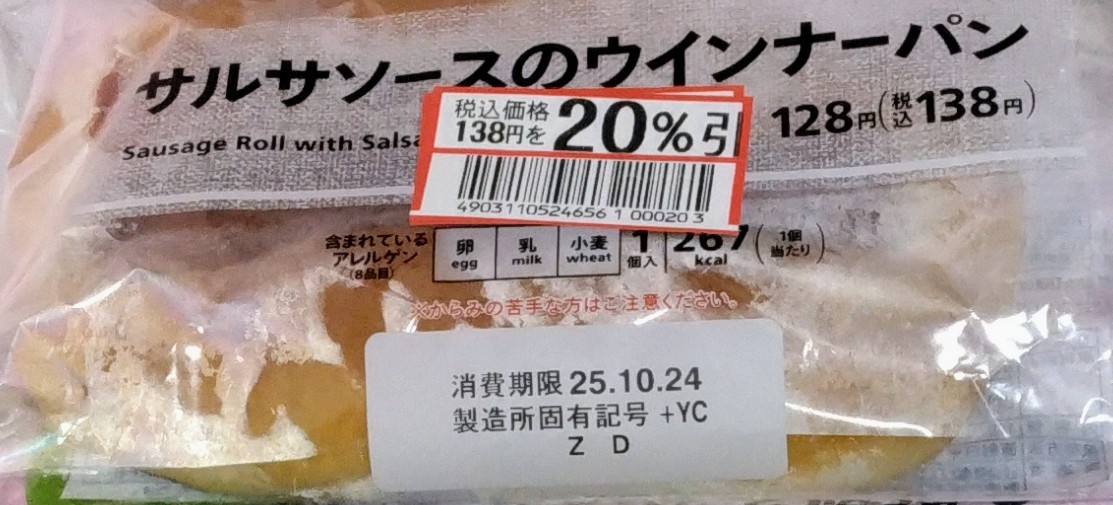 サルサソースのウインナーパン
Sausage Roll with Salsa
128円(税込138円)
税込価格
138円を
20%引
4903110524656 1 00020 3
含まれている
アレルゲン
(8品目)
卵
egg
乳
milk
小麦
wheat
1
個入
267
kcal
(1個
当たり)
※からみの苦手な方はご注意ください。
消費期限 25.10.24
製造所固有記号 +YC
Z D